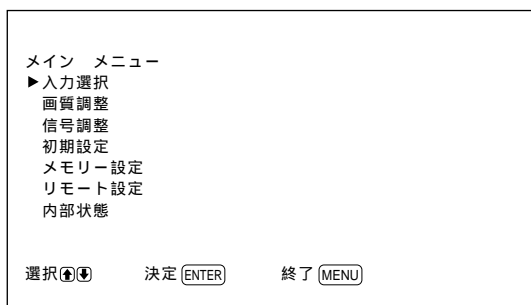 メイン　メニュー
▶入力選択
画質調整
信号調整
初期設定
メモリー設定
リモート設定
内部状態
選択⬆⬇　決定 ENTER　終了 MENU